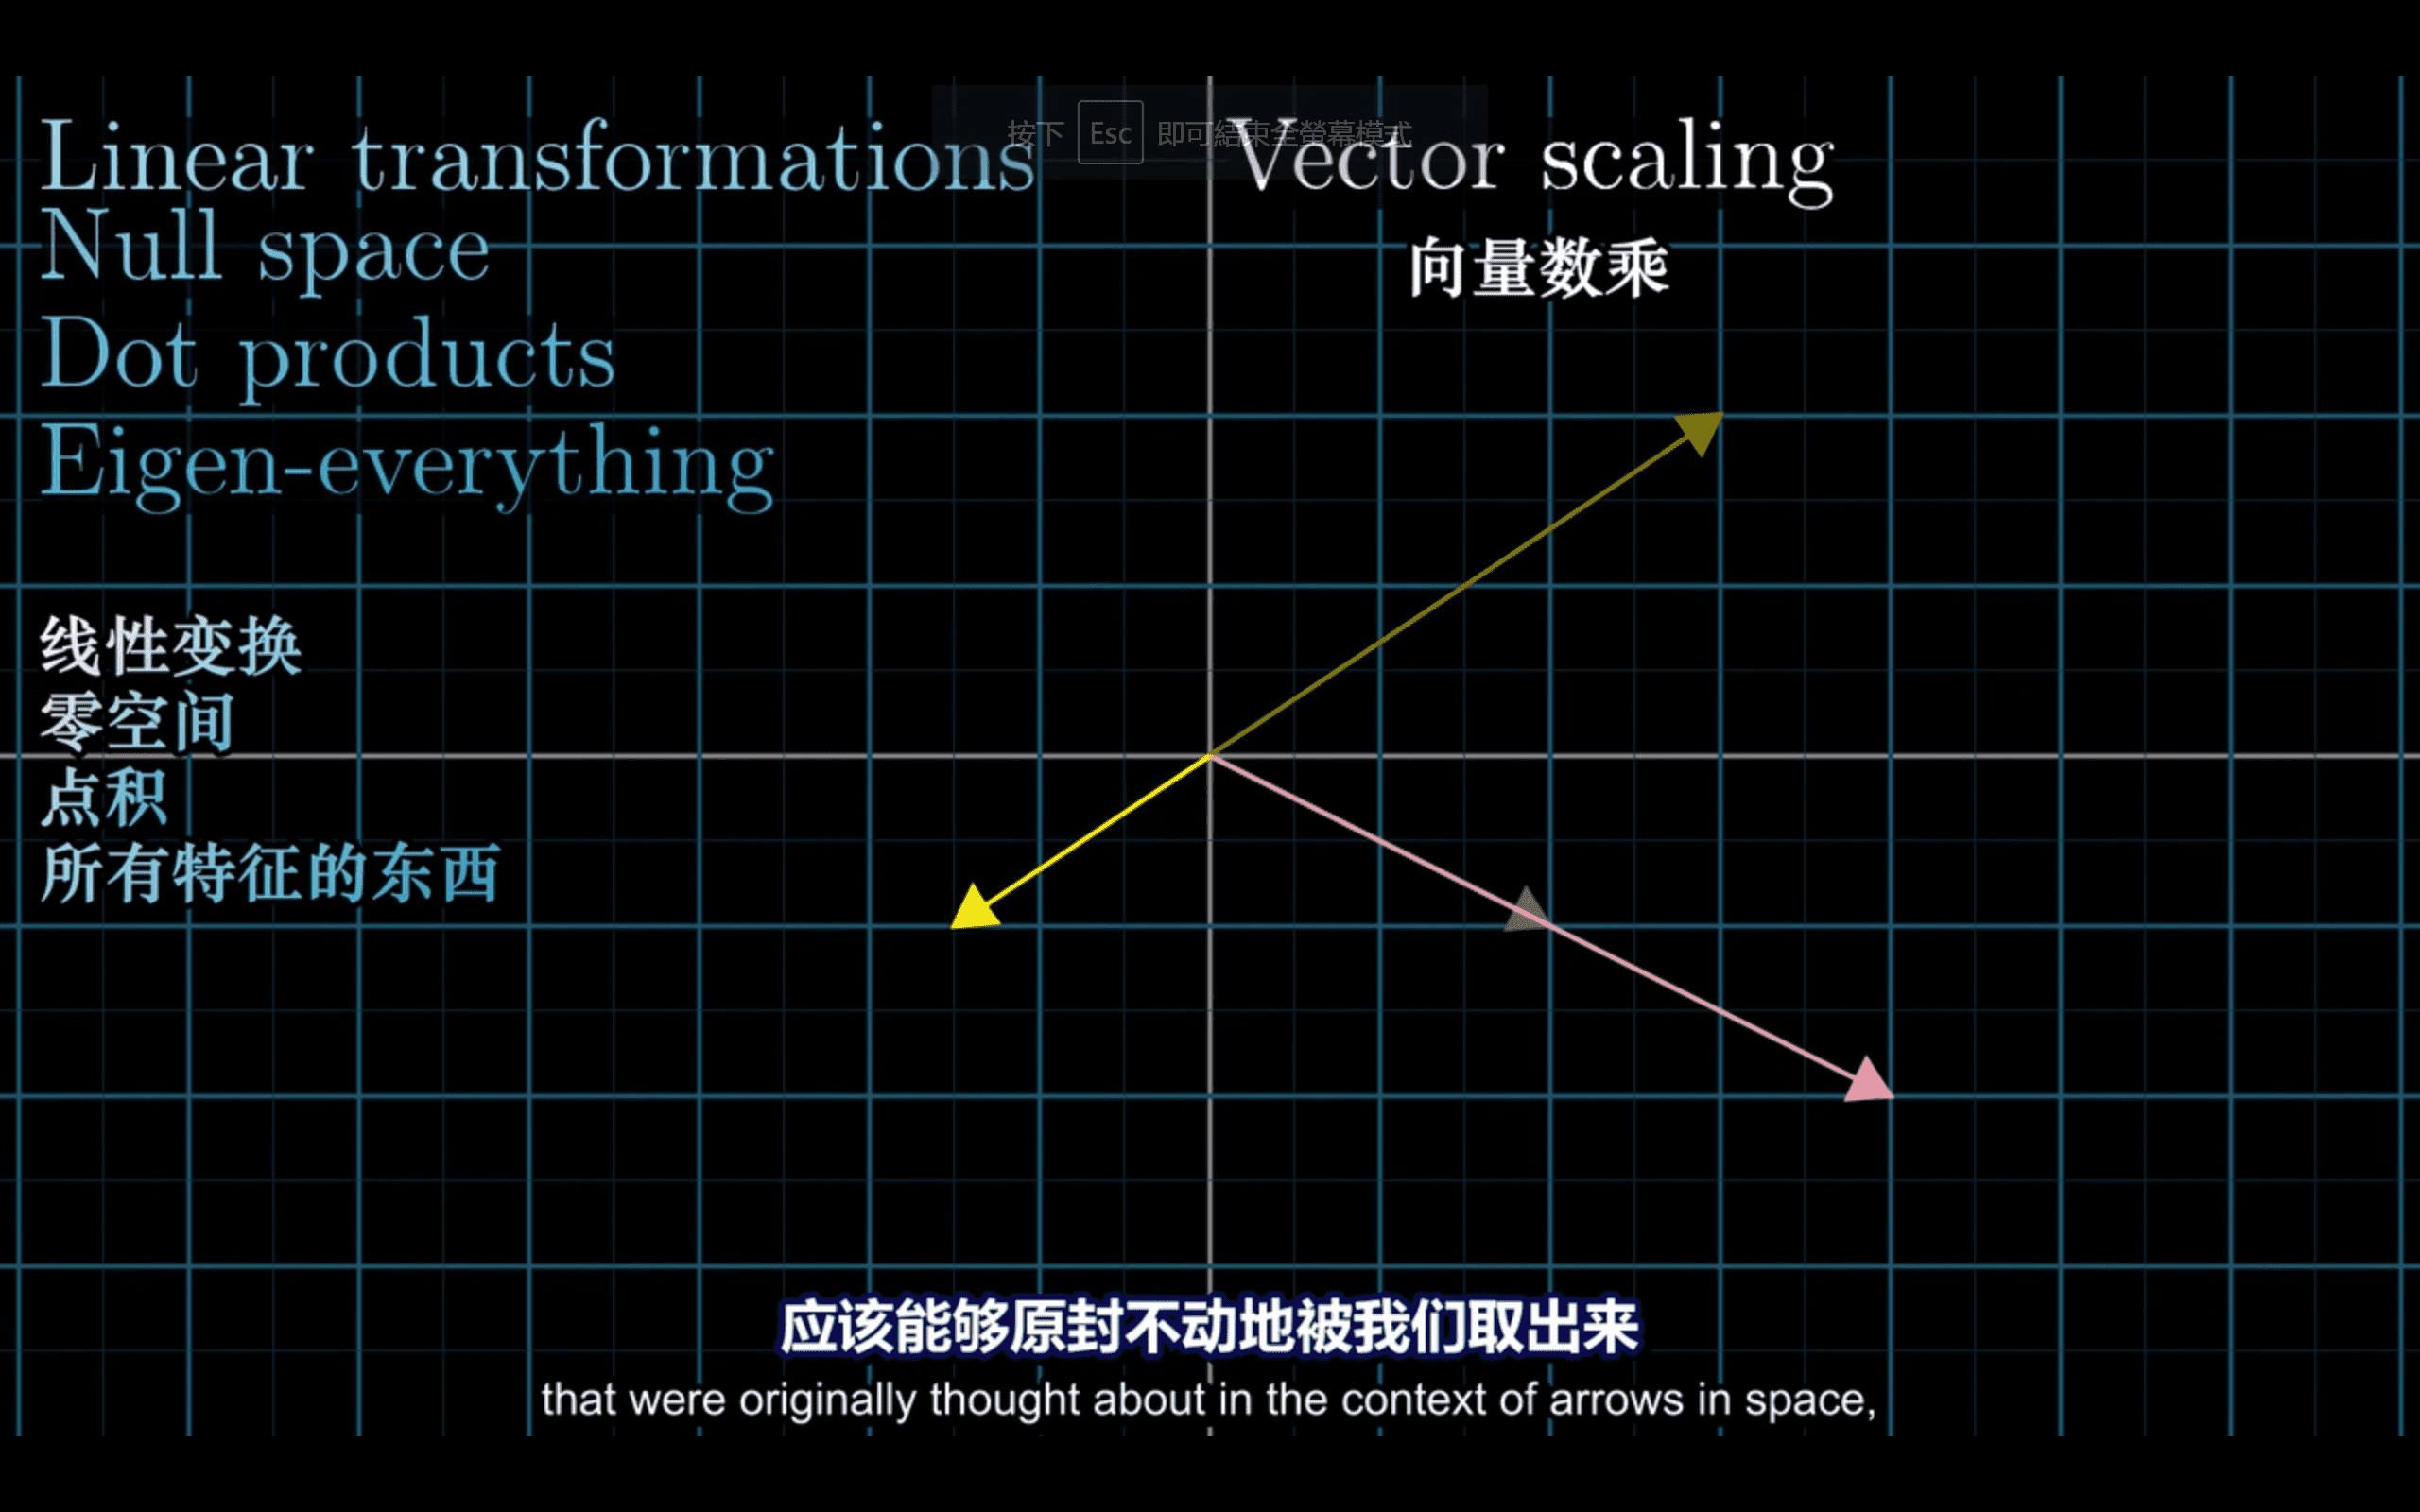 按下 Esc 即可結束全螢幕模式
Linear transformations
Null space
Dot products
Eigen-everything
Vector scaling
向量数乘
线性变换
零空间
点积
所有特征的东西
应该能够原封不动地被我们取出来
that were originally thought about in the context of arrows in space,